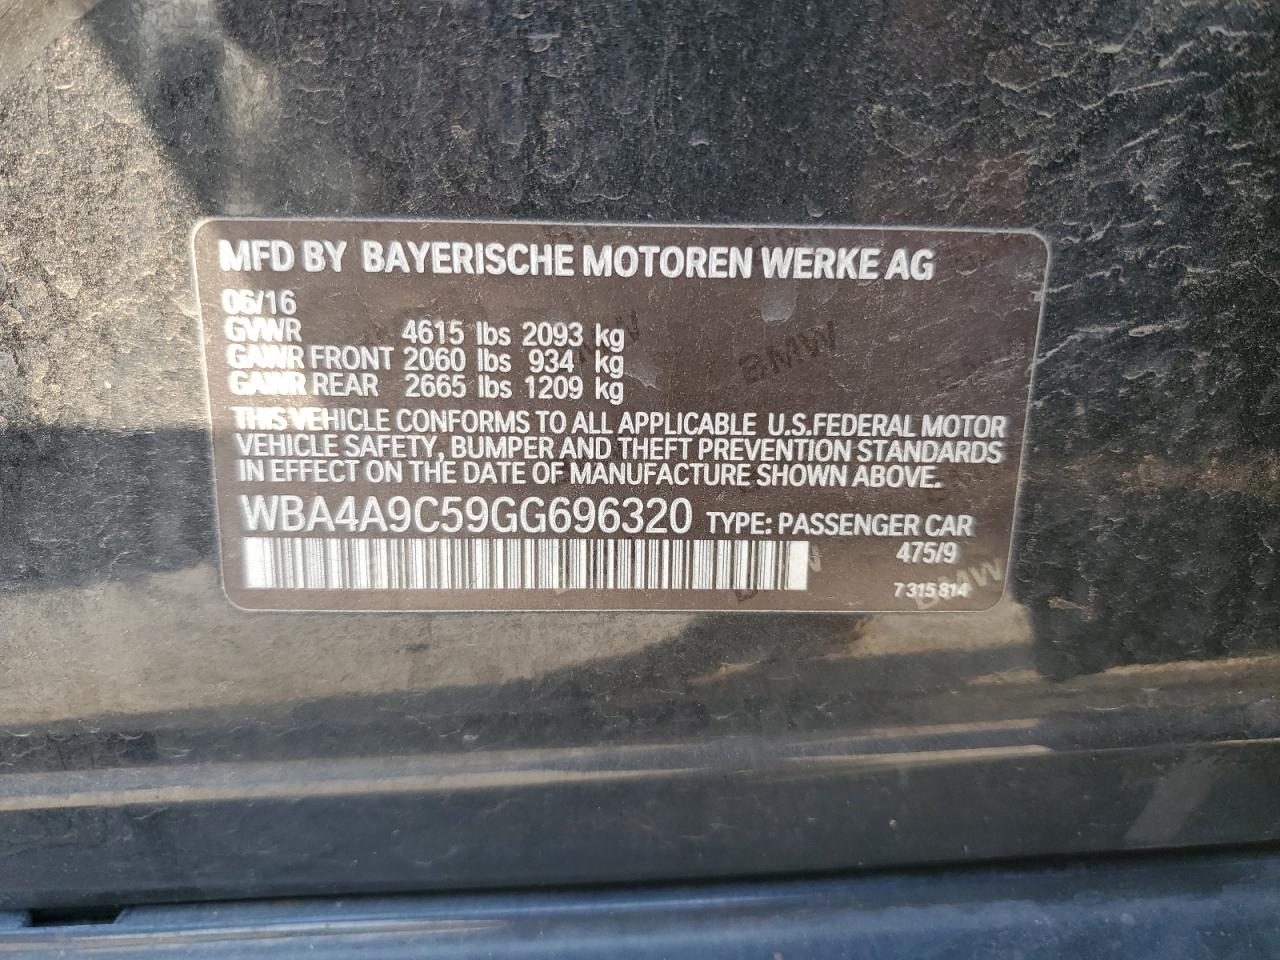 MFD BY BAYERISCHE MOTOREN WERKE AG
06/16
GVWR 4615 lbs 2093 kg
GAWR FRONT 2060 lbs 934 kg
GAWR REAR 2665 lbs 1209 kg
THIS VEHICLE CONFORMS TO ALL APPLICABLE U.S.FEDERAL MOTOR
VEHICLE SAFETY, BUMPER AND THEFT PREVENTION STANDARDS
IN EFFECT ON THE DATE OF MANUFACTURE SHOWN ABOVE.
WBA4A9C59GG696320 TYPE: PASSENGER CAR
475/9
7 315 814
BMW
BMW